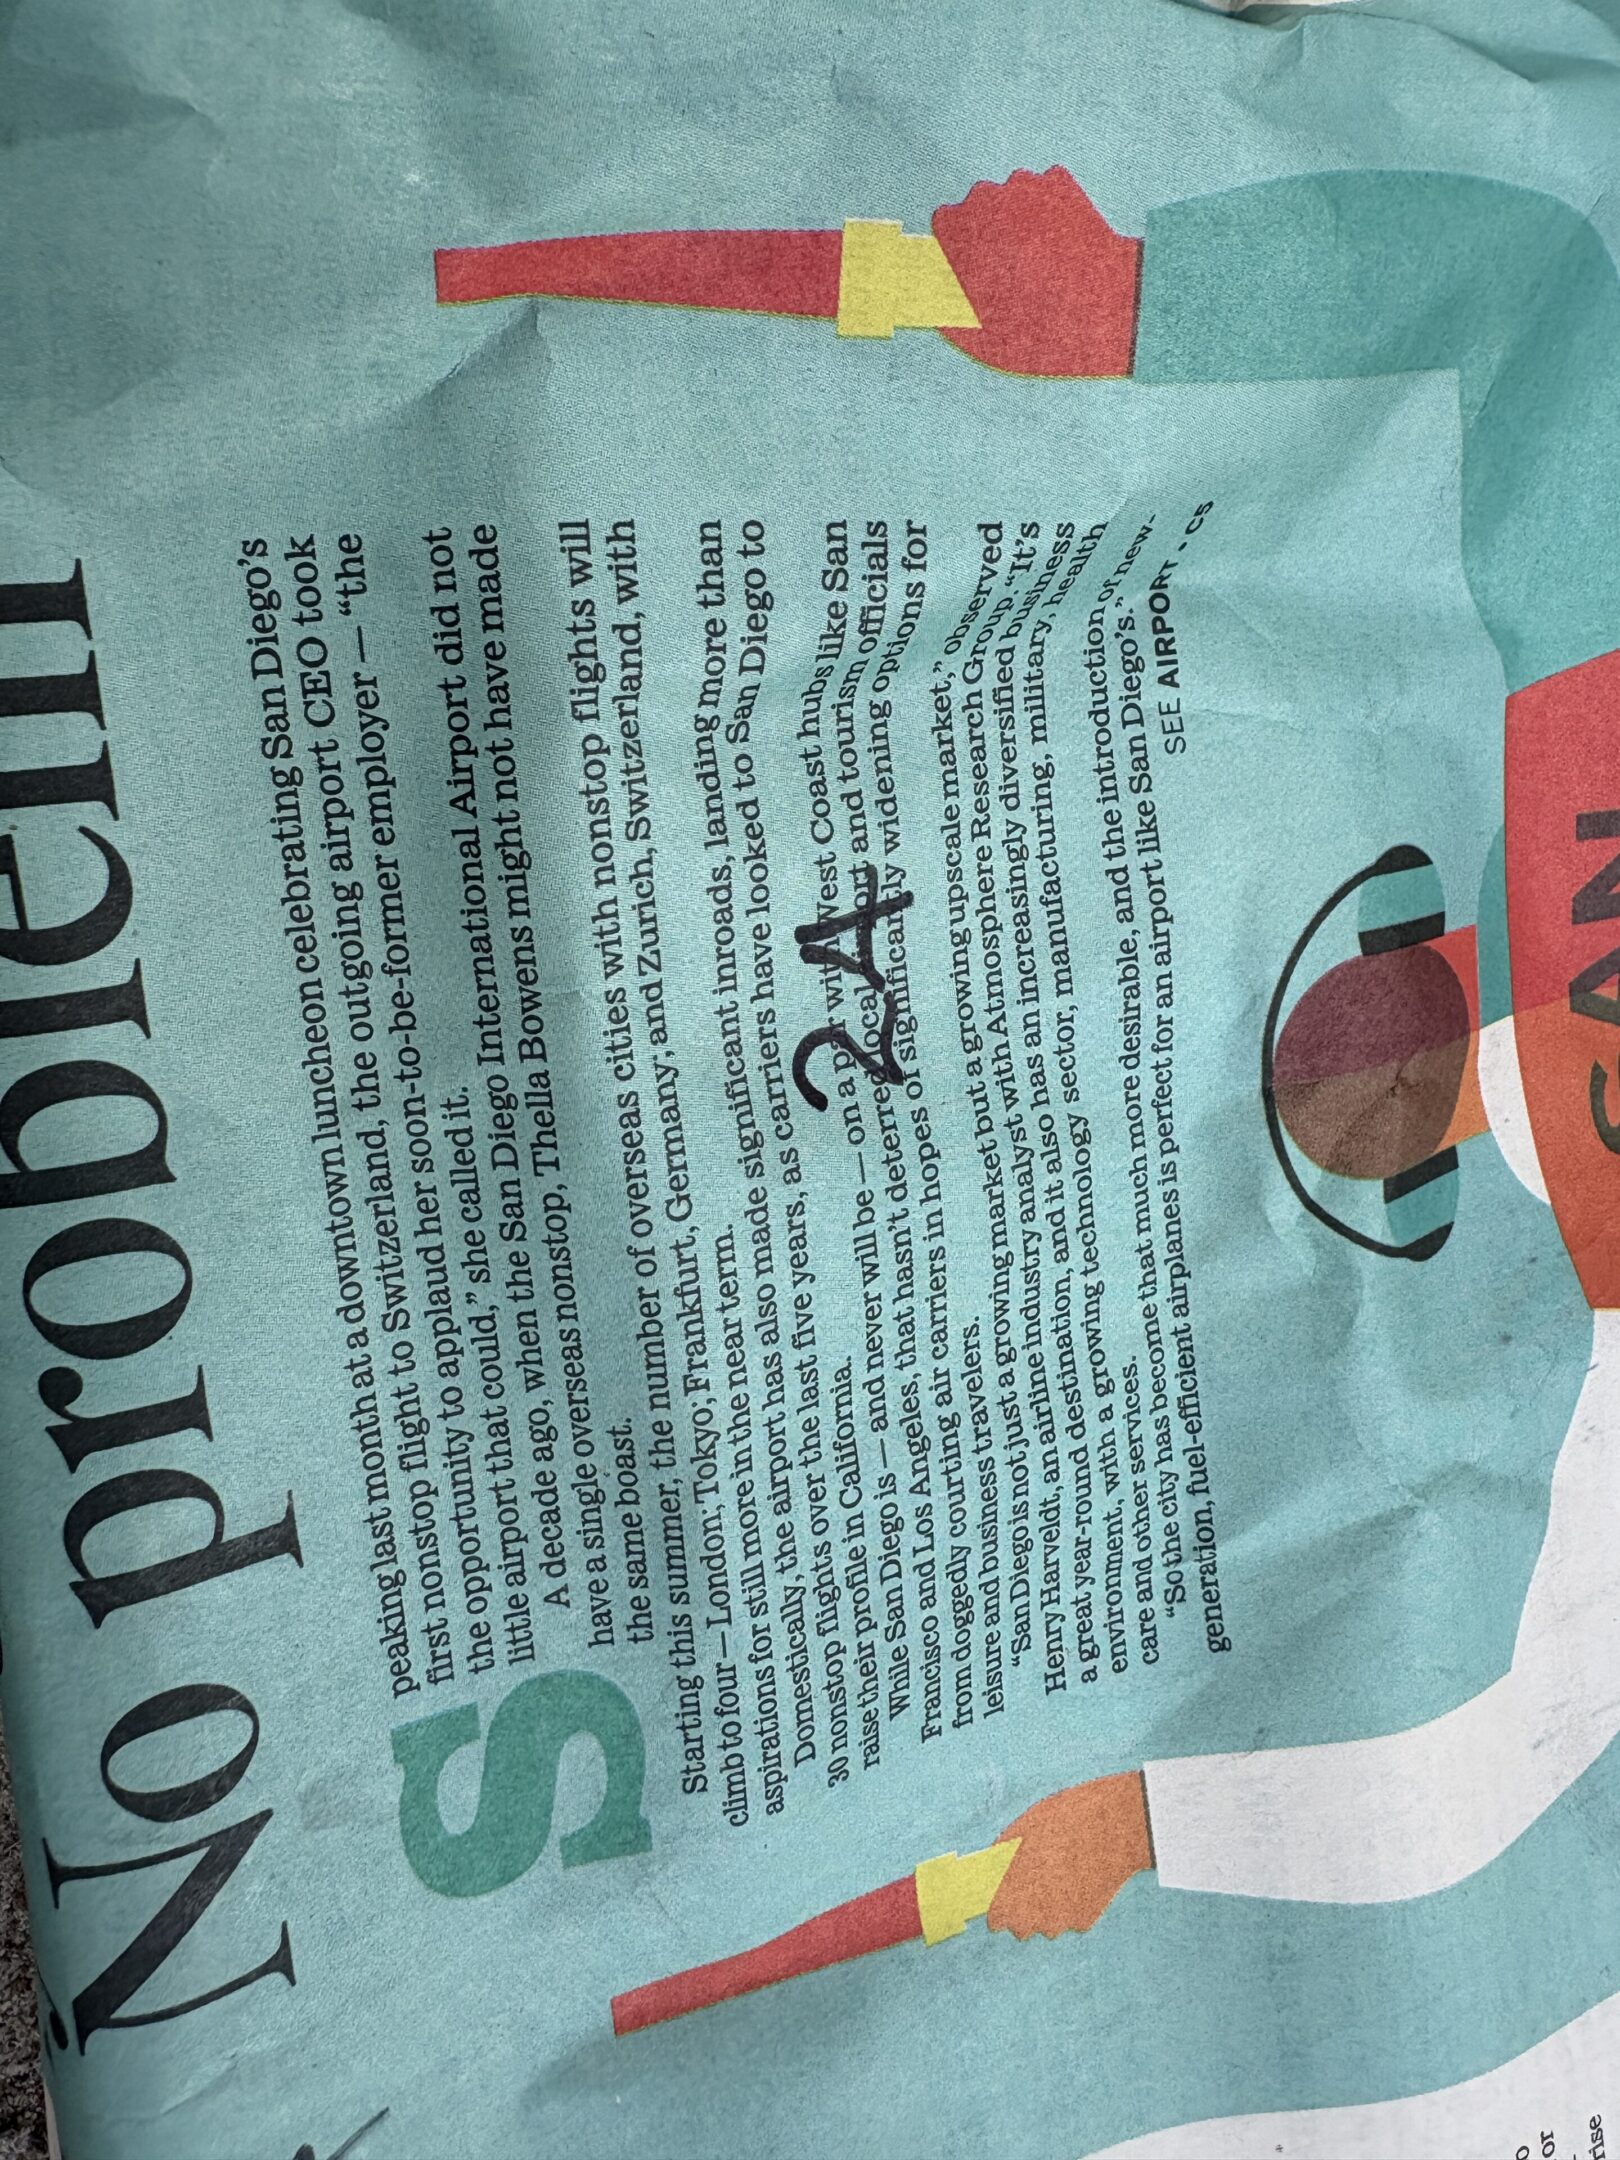 No problem
Speaking last month at a downtown luncheon celebrating San Diego's
first nonstop flight to Switzerland, the outgoing airport CEO took
the opportunity to applaud her soon-to-be-former employer — “the
little airport that could,” she called it.
A decade ago, when the San Diego International Airport did not
have a single overseas nonstop, Thella Bowens might not have made
the same boast.
Starting this summer, the number of overseas cities with nonstop flights will
climb to four — London; Tokyo; Frankfurt, Germany; and Zurich, Switzerland, with
aspirations for still more in the near term.
Domestically, the airport has also made significant inroads, landing more than
30 nonstop flights over the last five years, as carriers have looked to San Diego to
raise their profile in California.
While San Diego is — and never will be — on a par with West Coast hubs like San
Francisco and Los Angeles, that hasn't deterred local airport and tourism officials
from doggedly courting air carriers in hopes of significantly widening options for
leisure and business travelers.
“San Diego is not just a growing market but a growing upscale market,” observed
Henry Harveldt, an airline industry analyst with Atmosphere Research Group. “It's
a great year-round destination, and it also has an increasingly diversified business
environment, with a growing technology sector, manufacturing, military, health
care and other services.
“So the city has become that much more desirable, and the introduction of new-
generation, fuel-efficient airplanes is perfect for an airport like San Diego's.”
SEE AIRPORT • C5
2A
SAN
or
rise